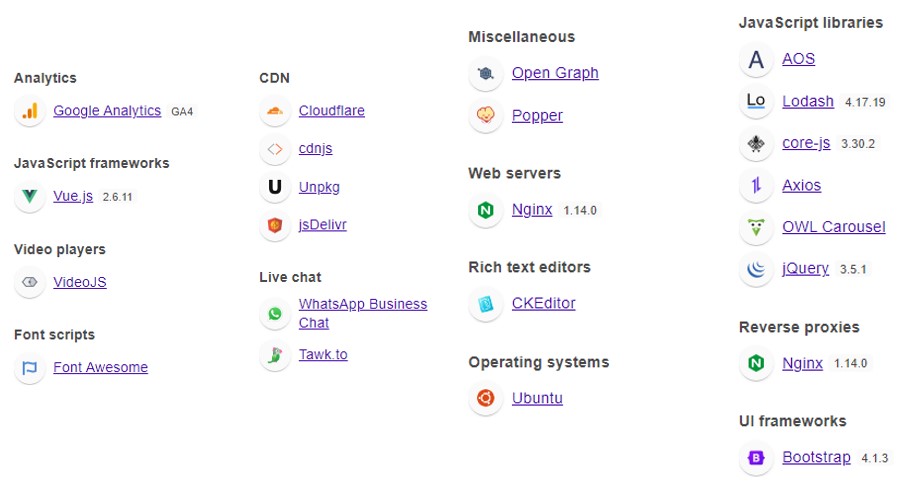 Analytics
Google Analytics GA4
JavaScript frameworks
Vue.js 2.6.11
Video players
VideoJS
Font scripts
Font Awesome
CDN
Cloudflare
cdnjs
U Unpkg
jsDelivr
Live chat
WhatsApp Business
Chat
Tawk.to
Miscellaneous
Open Graph
Popper
Web servers
N Nginx 1.14.0
Rich text editors
CKEditor
Operating systems
Ubuntu
JavaScript libraries
A AOS
Lo Lodash 4.17.19
core-js 3.30.2
Axios
OWL Carousel
jQuery 3.5.1
Reverse proxies
N Nginx 1.14.0
UI frameworks
B Bootstrap 4.1.3